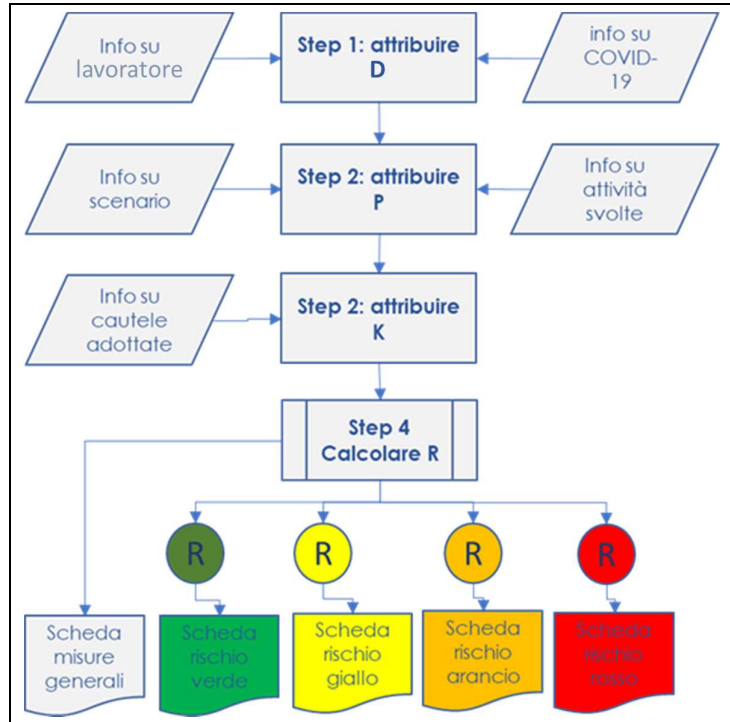 Info su
lavoratore
Step 1: attribuire
D
info su
COVID-
19
Info su
scenario
Step 2: attribuire
P
Info su
attività
svolte
Info su
cautele
adottate
Step 2: attribuire
K
Step 4
Calcolare R
R
R
R
R
Scheda
misure
generali
Scheda
rischio
verde
Scheda
rischio
giallo
Scheda
rischio
arancio
Scheda
rischio
rosso